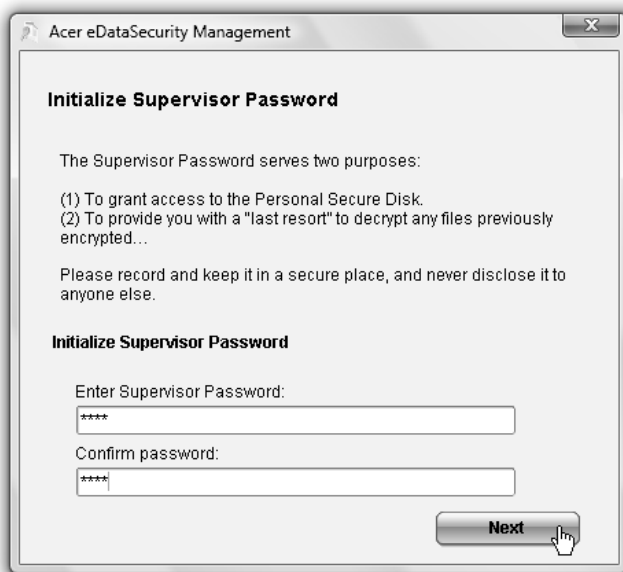 Acer eDataSecurity Management
Initialize Supervisor Password
The Supervisor Password serves two purposes:
(1) To grant access to the Personal Secure Disk.
(2) To provide you with a "last resort" to decrypt any files previously
encrypted...
Please record and keep it in a secure place, and never disclose it to
anyone else.
Initialize Supervisor Password
Enter Supervisor Password:
****
Confirm password:
****
Next